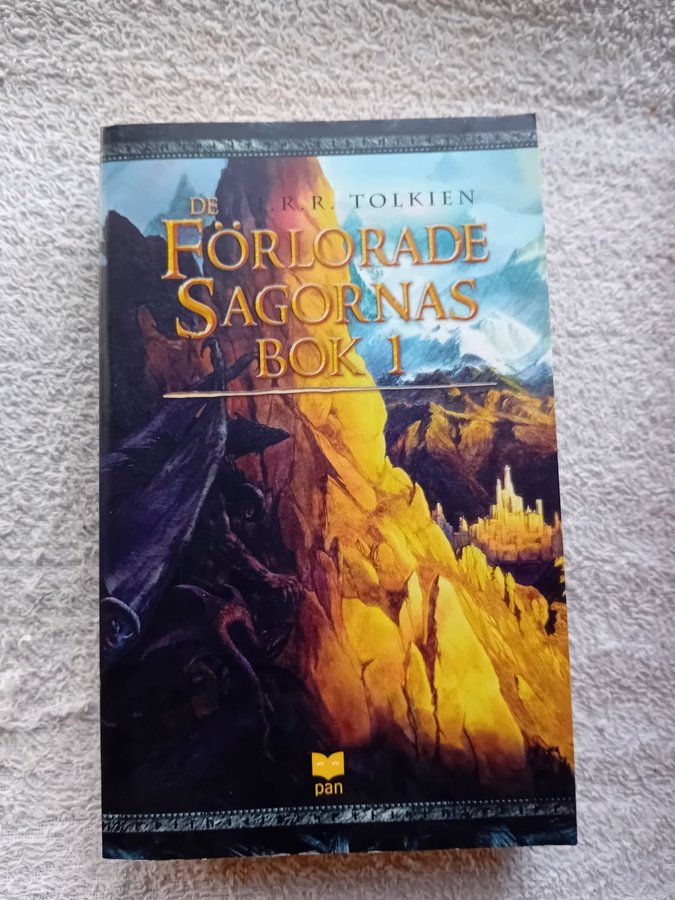 J.R.R. TOLKIEN
DE
FÖRLORADE
SAGORNAS
BOK 1
pan